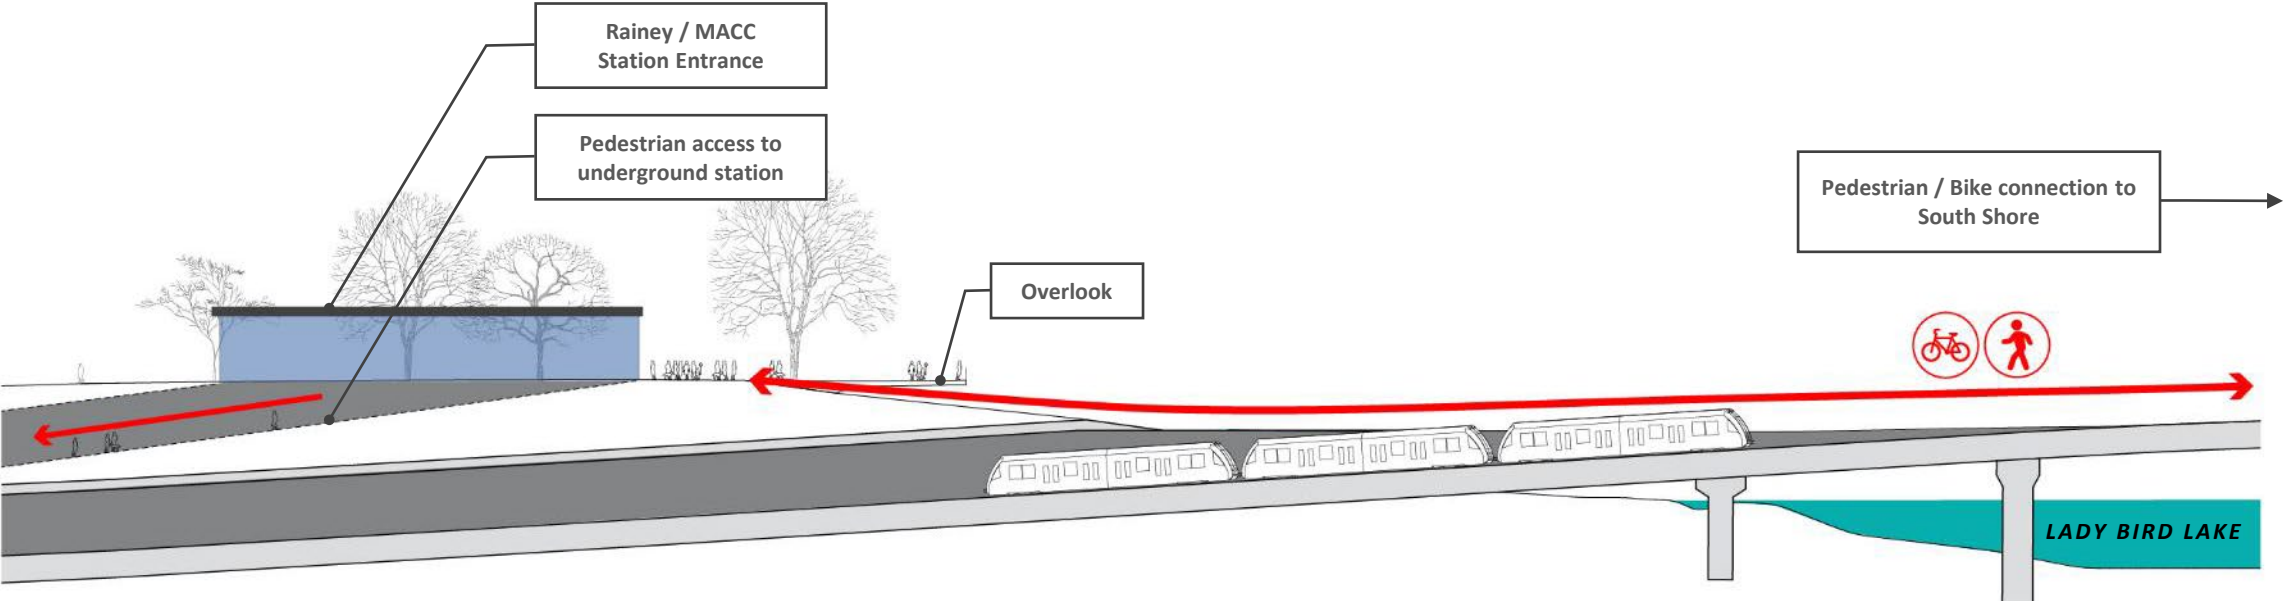 Rainey / MACC
Station Entrance
Pedestrian access to
underground station
Pedestrian / Bike connection to
South Shore
Overlook
LADY BIRD LAKE